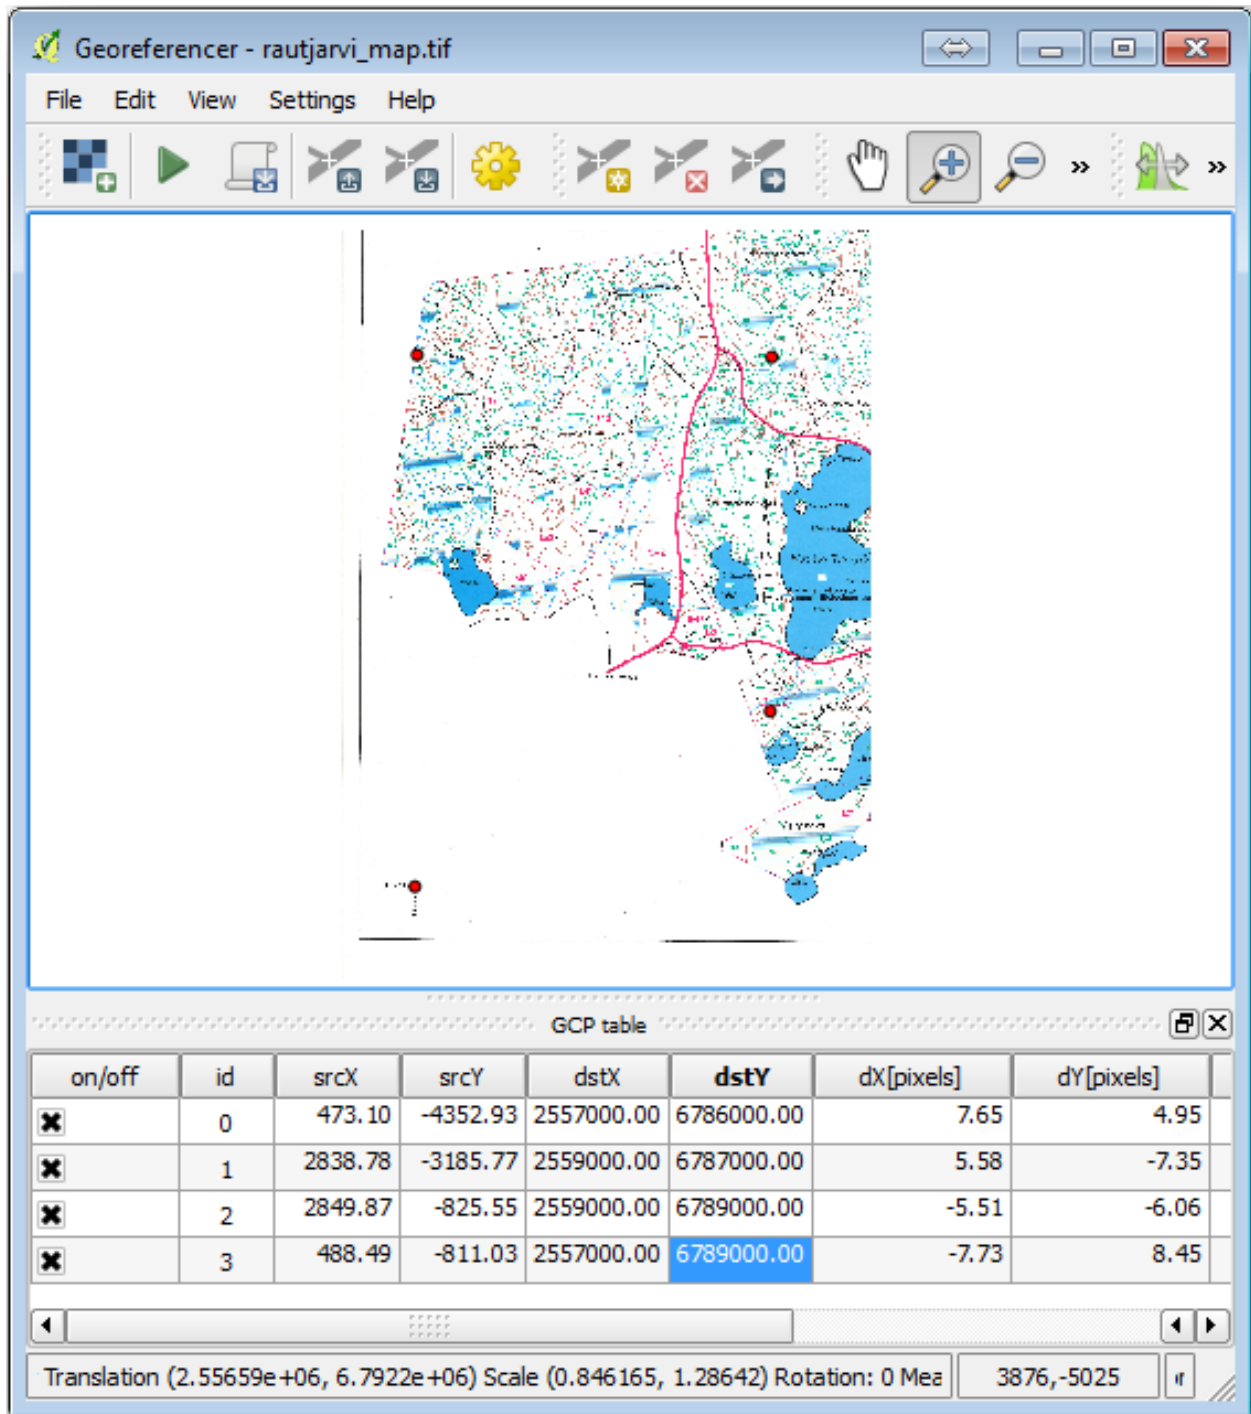 Georeferencer - rautjarvi_map.tif
File Edit View Settings Help
GCP table
on/off id srcX srcY dstX dstY dX[pixels] dY[pixels]
0 473.10 -4352.93 2557000.00 6786000.00 7.65 4.95
1 2838.78 -3185.77 2559000.00 6787000.00 5.58 -7.35
2 2849.87 -825.55 2559000.00 6789000.00 -5.51 -6.06
3 488.49 -811.03 2557000.00 6789000.00 -7.73 8.45
Translation (2.55659e+06, 6.7922e+06) Scale (0.846165, 1.28642) Rotation: 0 Mea 3876,-5025